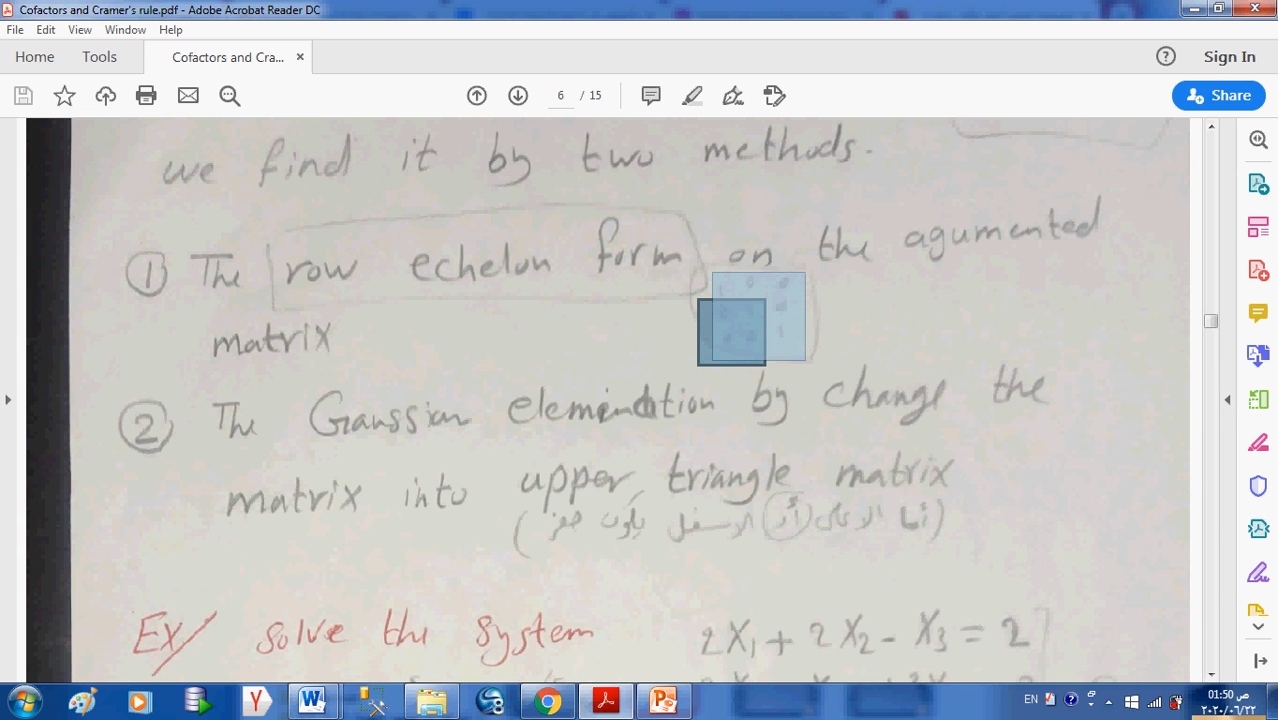 Cofactors and Cramer's rule.pdf - Adobe Acrobat Reader DC
File Edit View Window Help
Home Tools Cofactors and Cra... × Sign In
6 / 15 Share
we find it by two methods.
① The row echelon form on the agumented
matrix
② The Gaussian
by change the
matrix into upper triangle matrix
Ex/ solve the system 2X₁ + 2X₂ - X₃ = 2
EN 01:50 ص
٢٠٢٠/٠٦/٢٢